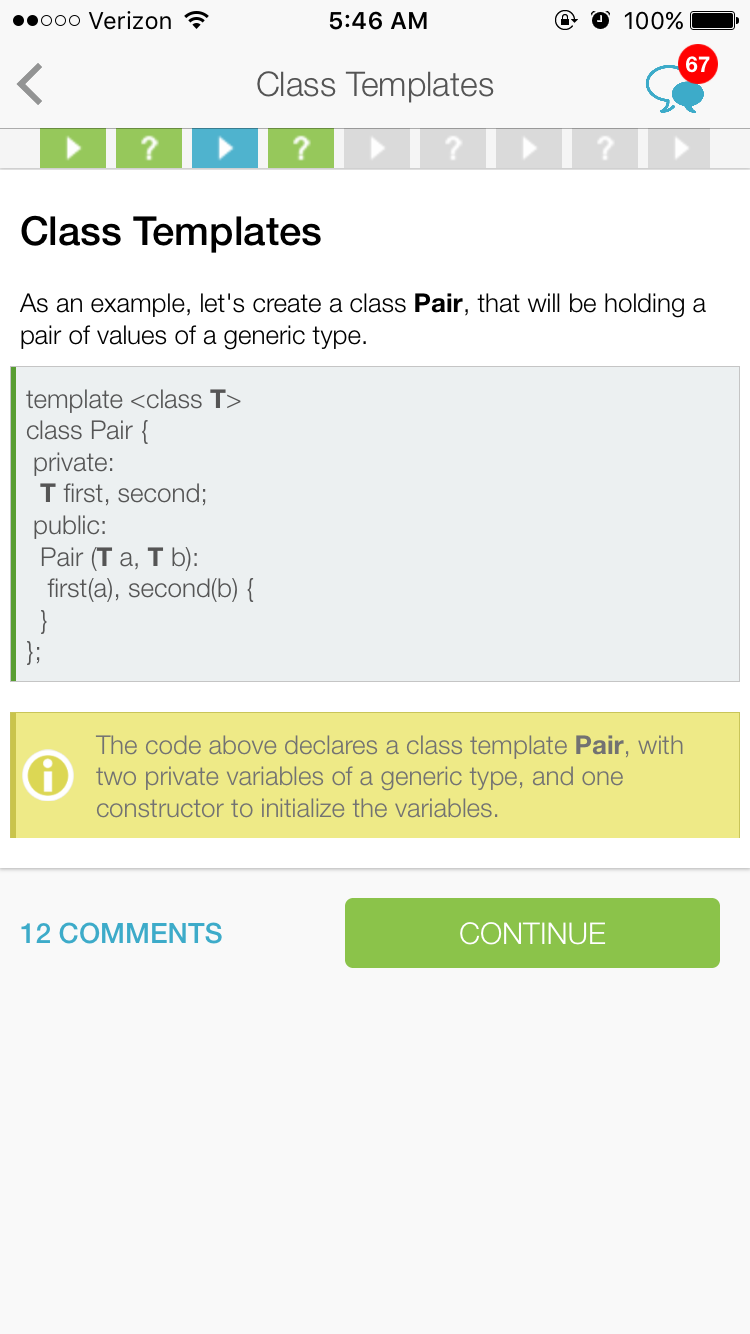 Verizon 5:46 AM 100%
Class Templates
67
? ? ? ?
Class Templates
As an example, let's create a class Pair, that will be holding a
pair of values of a generic type.
template <class T>
class Pair {
private:
T first, second;
public:
Pair (T a, T b):
first(a), second(b) {
}
};
The code above declares a class template Pair, with
two private variables of a generic type, and one
constructor to initialize the variables.
12 COMMENTS
CONTINUE